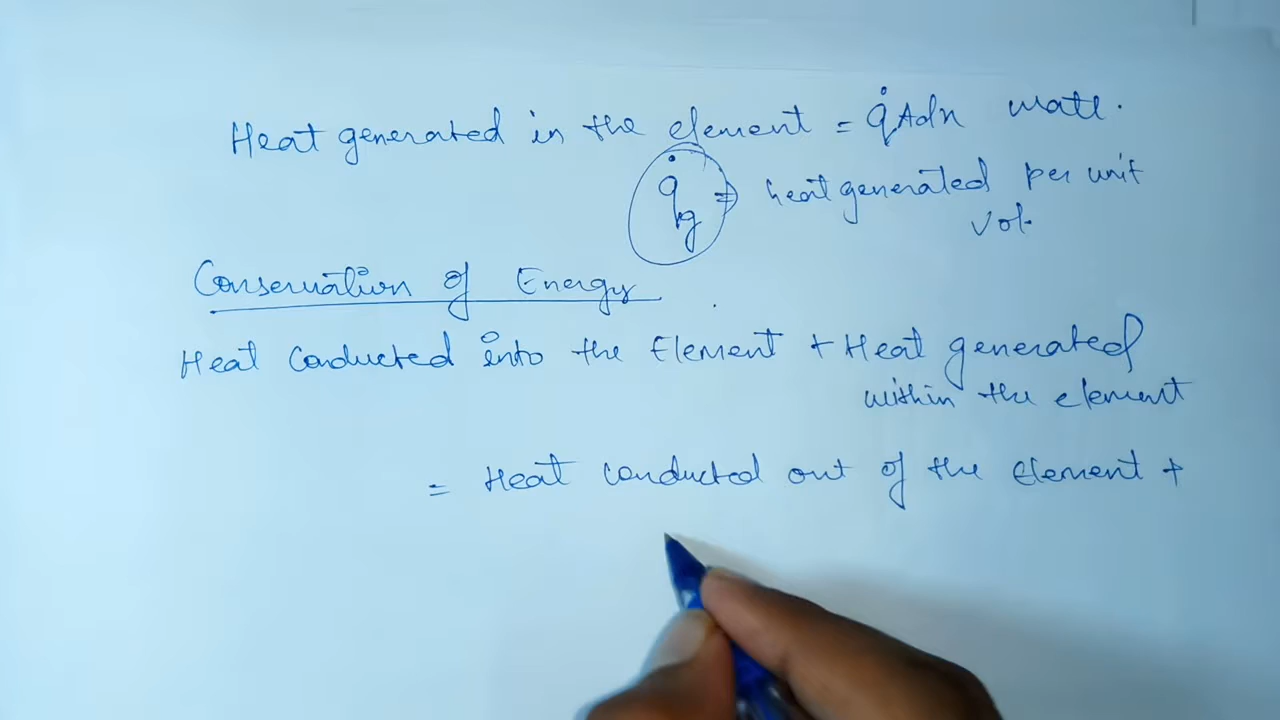 Heat generated in the element = q̇Adx watt.
q̇g ⇒ heat generated per unit
vol.
Conservation of Energy
Heat conducted into the Element + Heat generated
within the element
= Heat conducted out of the Element +